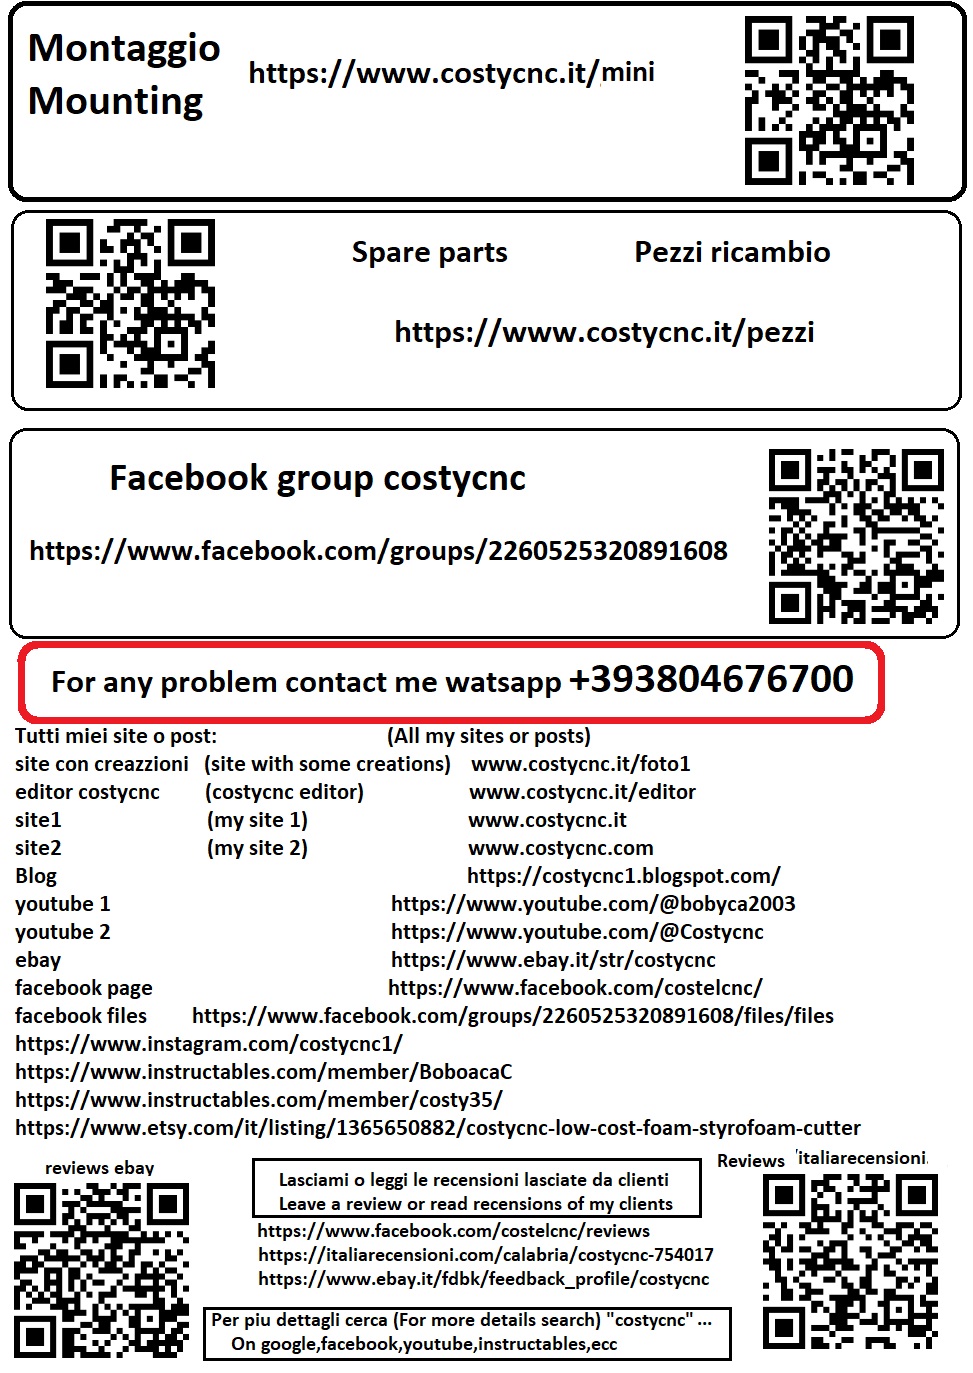 Montaggio
Mounting
https://www.costycnc.it/mini
Spare parts Pezzi ricambio
https://www.costycnc.it/pezzi
Facebook group costycnc
https://www.facebook.com/groups/2260525320891608
For any problem contact me watsapp +393804676700
Tutti miei site o post: (All my sites or posts)
site con creazzioni (site with some creations) www.costycnc.it/foto1
editor costycnc (costycnc editor) www.costycnc.it/editor
site1 (my site 1) www.costycnc.it
site2 (my site 2) www.costycnc.com
Blog https://costycnc1.blogspot.com/
youtube 1 https://www.youtube.com/@bobyca2003
youtube 2 https://www.youtube.com/@Costycnc
ebay https://www.ebay.it/str/costycnc
facebook page https://www.facebook.com/costelcnc/
facebook files https://www.facebook.com/groups/2260525320891608/files/files
https://www.instagram.com/costycnc1/
https://www.instructables.com/member/BoboacaC
https://www.instructables.com/member/costy35/
https://www.etsy.com/it/listing/1365650882/costycnc-low-cost-foam-styrofoam-cutter
reviews ebay
Lasciami o leggi le recensioni lasciate da clienti
Leave a review or read recensions of my clients
https://www.facebook.com/costelcnc/reviews
https://italiarecensioni.com/calabria/costycnc-754017
https://www.ebay.it/fdbk/feedback_profile/costycnc
Reviews /italiarecensioni.
Per piu dettagli cerca (For more details search) "costycnc" ...
On google,facebook,youtube,instructables,ecc